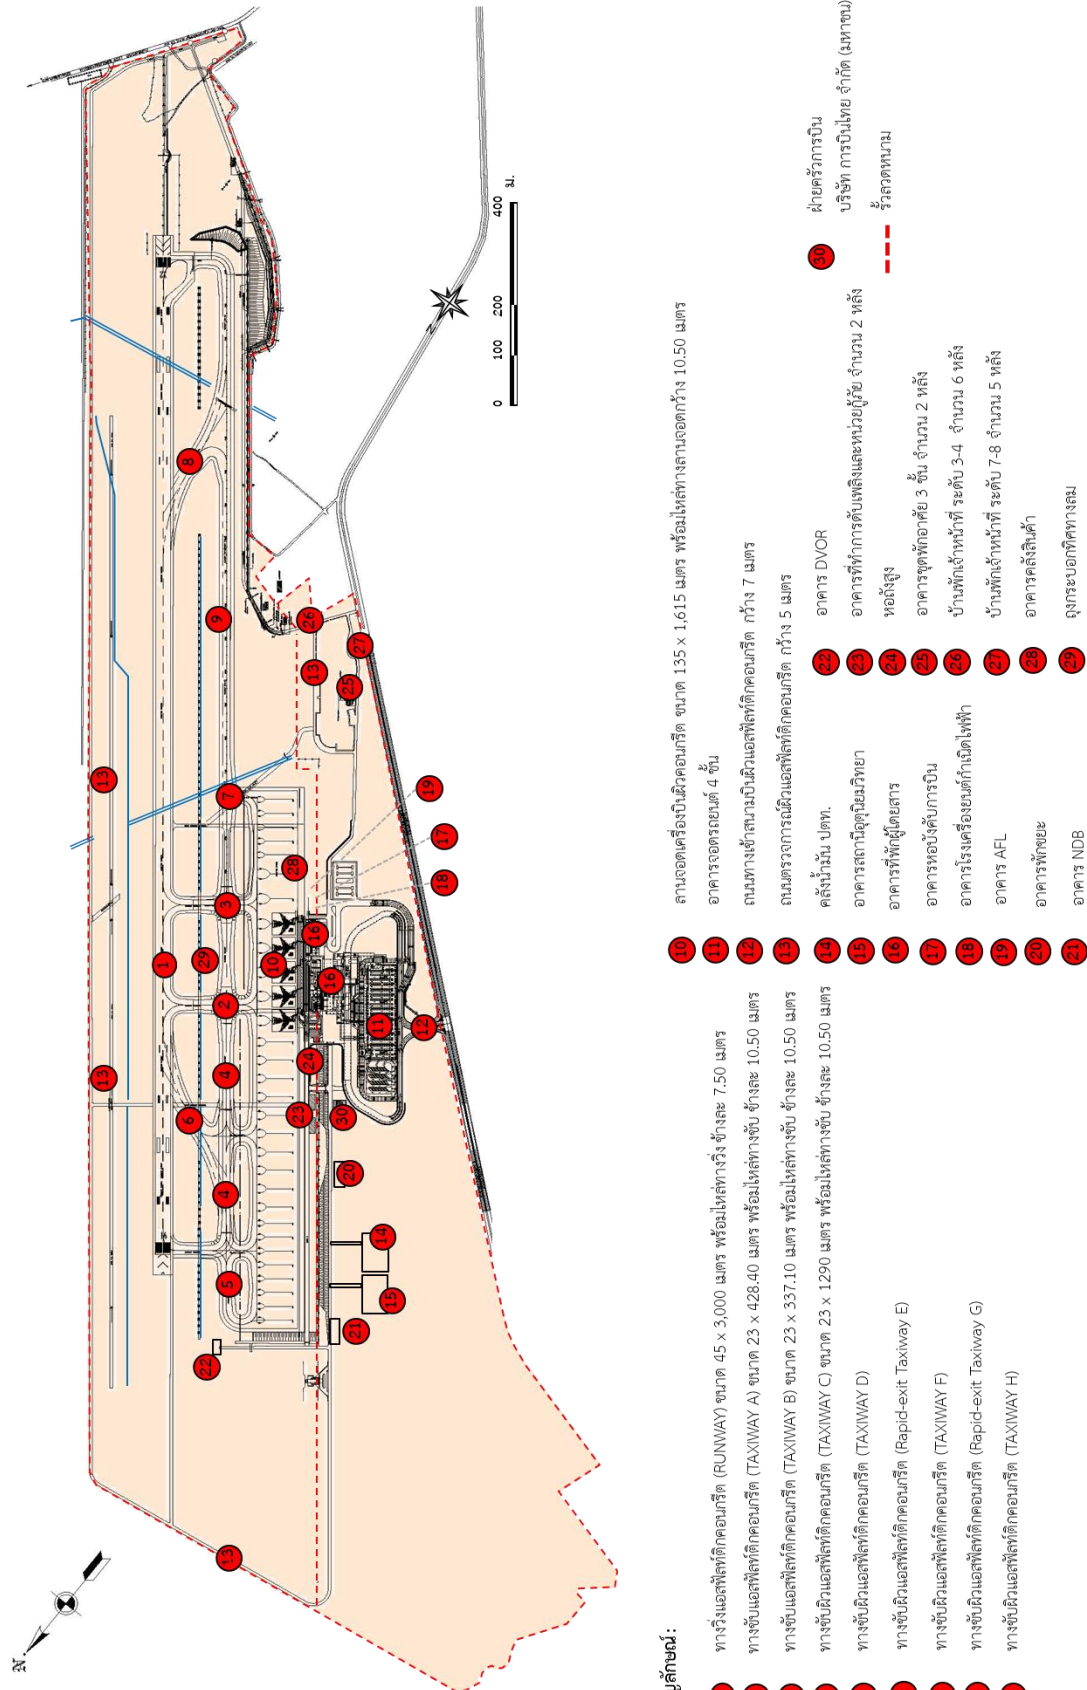 N.
1
2
3
4
4
5
6
7
8
9
10
11
12
13
13
13
13
14
15
16
16
17
18
19
20
21
22
23
24
25
26
27
28
29
30
N
0 100 200 400 ม.
ญลักษณ์ :
ทางวิ่งแอสฟัลท์ติกคอนกรีต (RUNWAY) ขนาด 45 x 3,000 เมตร พร้อมไหล่ทางวิ่ง ข้างละ 7.50 เมตร
ทางขับแอสฟัลท์ติกคอนกรีต (TAXIWAY A) ขนาด 23 x 428.40 เมตร พร้อมไหล่ทางขับ ข้างละ 10.50 เมตร
ทางขับแอสฟัลท์ติกคอนกรีต (TAXIWAY B) ขนาด 23 x 337.10 เมตร พร้อมไหล่ทางขับ ข้างละ 10.50 เมตร
ทางขับผิวแอสฟัลท์ติกคอนกรีต (TAXIWAY C) ขนาด 23 x 1290 เมตร พร้อมไหล่ทางขับ ข้างละ 10.50 เมตร
ทางขับผิวแอสฟัลท์ติกคอนกรีต (TAXIWAY D)
ทางขับผิวแอสฟัลท์ติกคอนกรีต (Rapid-exit Taxiway E)
ทางขับผิวแอสฟัลท์ติกคอนกรีต (TAXIWAY F)
ทางขับผิวแอสฟัลท์ติกคอนกรีต (Rapid-exit Taxiway G)
ทางขับผิวแอสฟัลท์ติกคอนกรีต (TAXIWAY H)
10 ลานจอดเครื่องบินผิวคอนกรีต ขนาด 135 x 1,615 เมตร พร้อมไหล่ทางลานจอดกว้าง 10.50 เมตร
11 อาคารจอดรถยนต์ 4 ชั้น
12 ถนนทางเข้าสนามบินผิวแอสฟัลท์ติกคอนกรีต กว้าง 7 เมตร
13 ถนนตรวจการณ์ผิวแอสฟัลท์ติกคอนกรีต กว้าง 5 เมตร
14 คลังน้ำมัน ปตท.
15 อาคารสถานีอุตุนิยมวิทยา
16 อาคารที่พักผู้โดยสาร
17 อาคารหอบังคับการบิน
18 อาคารโรงเครื่องยนต์กำเนิดไฟฟ้า
19 อาคาร AFL
20 อาคารพักขยะ
21 อาคาร NDB
22 อาคาร DVOR
23 อาคารที่ทำการดับเพลิงและหน่วยกู้ภัย จำนวน 2 หลัง
24 หอถังสูง
25 อาคารชุดพักอาศัย 3 ชั้น จำนวน 2 หลัง
26 บ้านพักเจ้าหน้าที่ ระดับ 3-4 จำนวน 6 หลัง
27 บ้านพักเจ้าหน้าที่ ระดับ 7-8 จำนวน 5 หลัง
28 อาคารคลังสินค้า
29 ถุงกระบอกทิศทางลม
30 ฝ่ายครัวการบิน
บริษัท การบินไทย จำกัด (มหาชน)
รั้วลวดหนาม